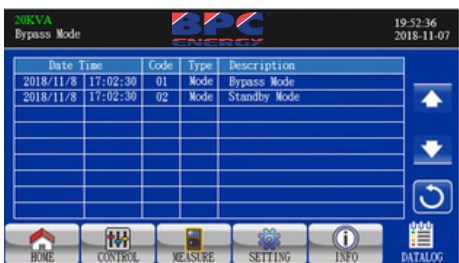 20KVA
Bypass Mode
BPC
ENERGY
19:52:36
2018-11-07
Date Time Code Type Description
2018/11/8 17:02:30 01 Mode Bypass Mode
2018/11/8 17:02:30 02 Mode Standby Mode
HOME CONTROL MEASURE SETTING INFO DATALOG